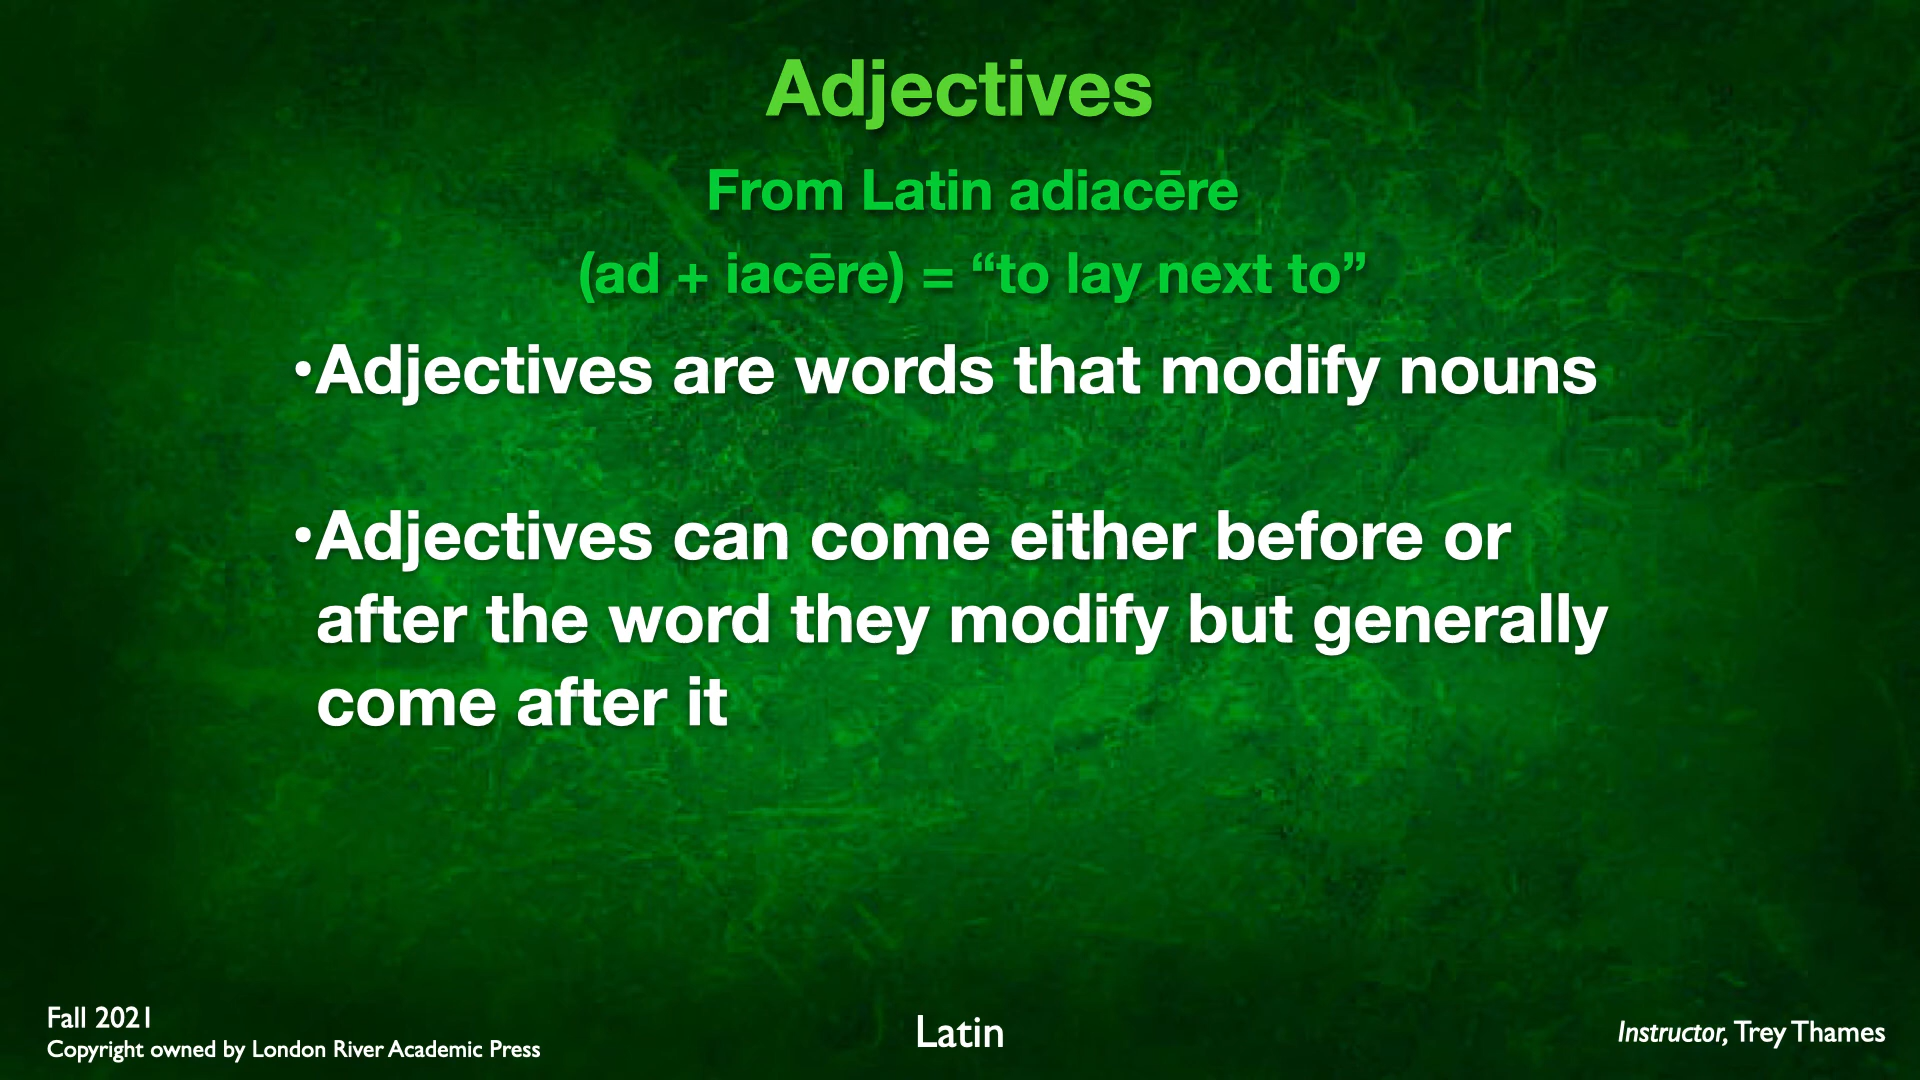 Adjectives
From Latin adiacēre
(ad + iacēre) = “to lay next to”
•Adjectives are words that modify nouns
•Adjectives can come either before or
after the word they modify but generally
come after it
Fall 2021
Copyright owned by London River Academic Press
Latin
Instructor, Trey Thames